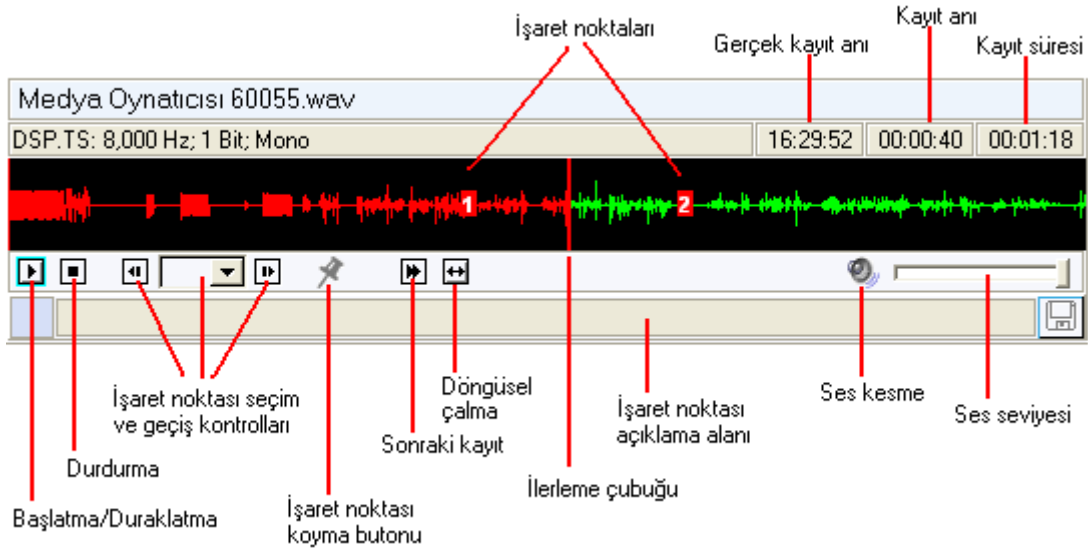 Kayıt anı
İşaret noktaları
Gerçek kayıt anı
Kayıt süresi
Medya Oynatıcısı 60055.wav
DSP.TS: 8,000 Hz; 1 Bit; Mono
16:29:52
00:00:40
00:01:18
1
2
İşaret noktası seçim
ve geçiş kontrolları
Döngüsel
çalma
İşaret noktası
açıklama alanı
Ses kesme
Ses seviyesi
Sonraki kayıt
Durdurma
İlerleme çubuğu
Başlatma/Duraklatma
İşaret noktası
koyma butonu